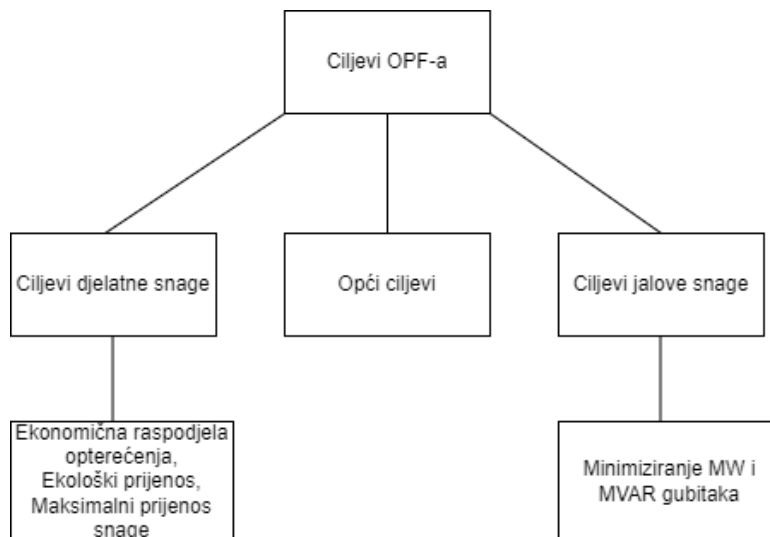 Ciljevi OPF-a
Ciljevi djelatne snage
Opći ciljevi
Ciljevi jalove snage
Ekonomična raspodjela
opterećenja,
Ekološki prijenos,
Maksimalni prijenos
snage
Minimiziranje MW i
MVAR gubitaka